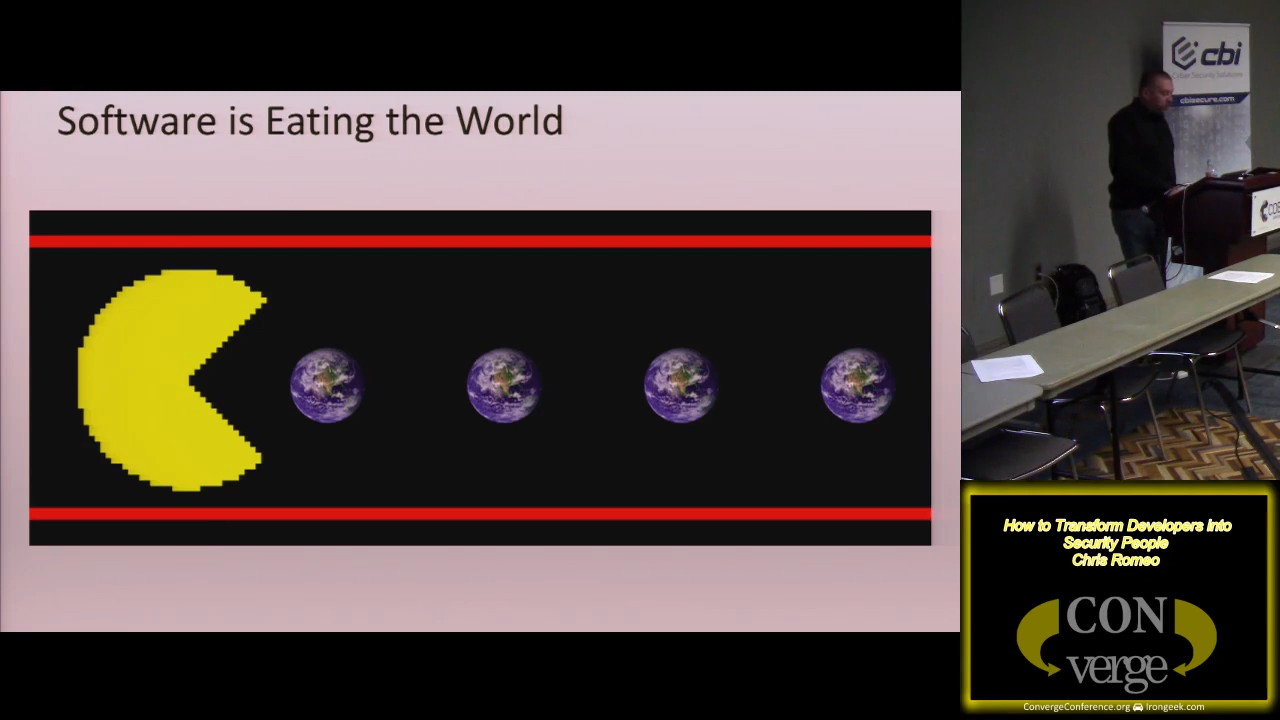 Software is Eating the World
cbi
Cyber Security Solutions
cbisecure.com
How to Transform Developers Into
Security People
Chris Romeo
CON
verge
ConvergeConference.org Irongeek.com